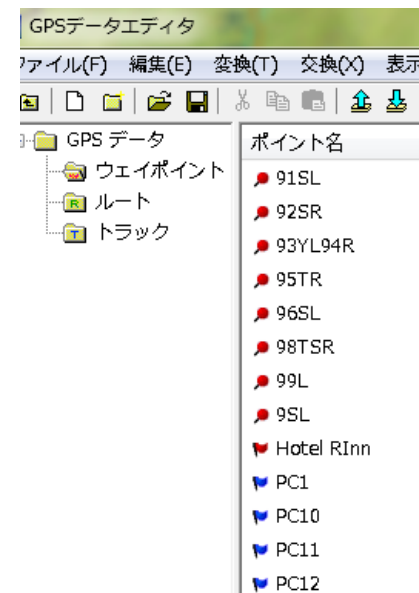 GPSデータエディタ
ファイル(F) 編集(E) 変換(T) 交換(X) 表示
GPS データ
ウェイポイント
R ルート
T トラック
ポイント名
91SL
92SR
93YL94R
95TR
96SL
98TSR
99L
9SL
Hotel RInn
PC1
PC10
PC11
PC12